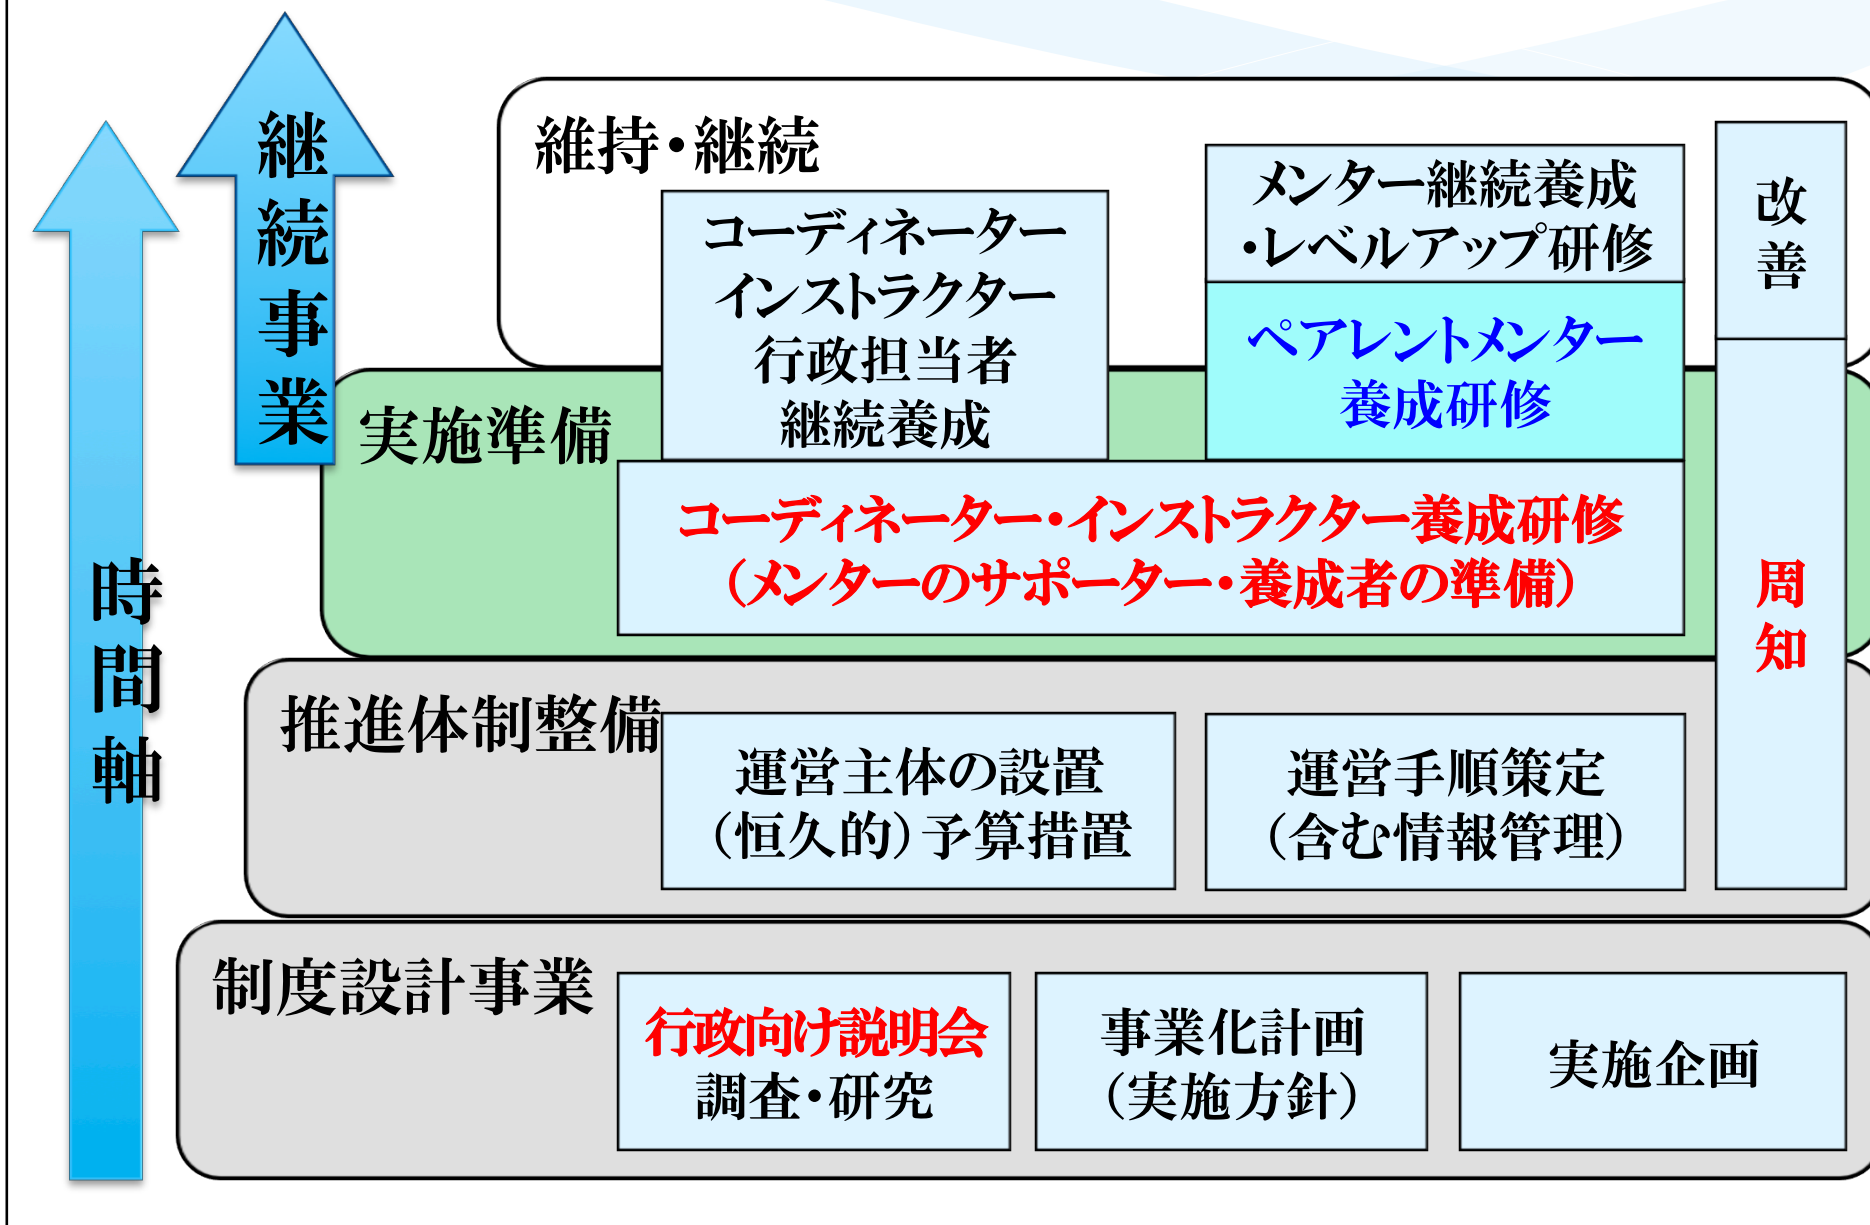 継続事業
時間軸
維持・継続
コーディネーター
インストラクター
行政担当者
継続養成
メンター継続養成
・レベルアップ研修
ペアレントメンター
養成研修
改善
実施準備
コーディネーター・インストラクター養成研修
（メンターのサポーター・養成者の準備）
周知
推進体制整備
運営主体の設置
（恒久的）予算措置
運営手順策定
（含む情報管理）
制度設計事業
行政向け説明会
調査・研究
事業化計画
（実施方針）
実施企画